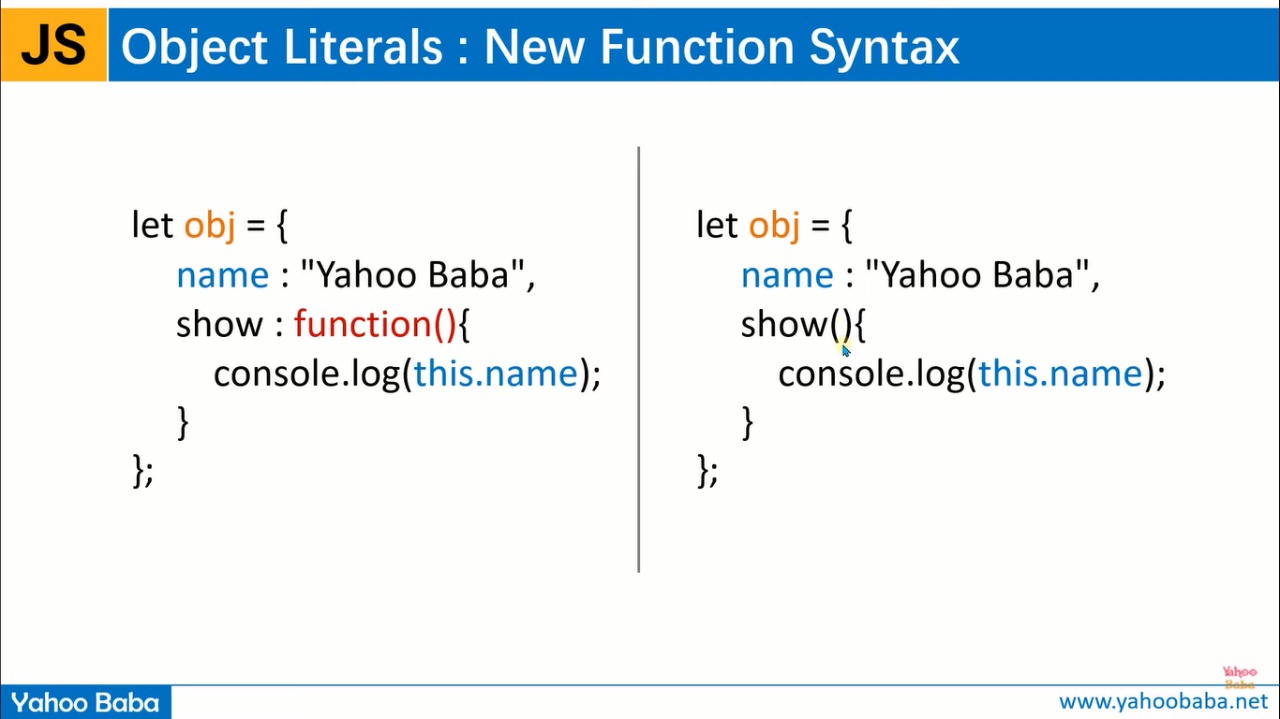 JS
Object Literals : New Function Syntax
let obj = {
name : "Yahoo Baba",
show : function(){
console.log(this.name);
}
};
let obj = {
name : "Yahoo Baba",
show(){
console.log(this.name);
}
};
Yahoo
Baba
Yahoo Baba
www.yahoobaba.net